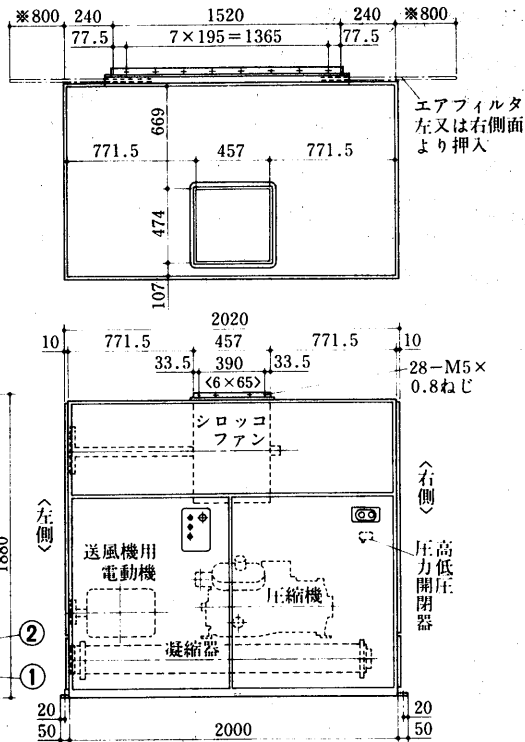 ※800 240 1520 240 ※800
77.5 7×195=1365 77.5
エアフィルタ
左又は右側面
より押入
669
771.5 457 771.5
474
107
2020
10 771.5 457 771.5 10
33.5 390 33.5
〈6×65〉
28-M5×
0.8ねじ
シロッコ
ファン
〈左側〉
〈右側〉
1880
送風機用
電動機
圧縮機
高低圧
圧力開閉器
凝縮器
②
①
20 20
50 2000 50